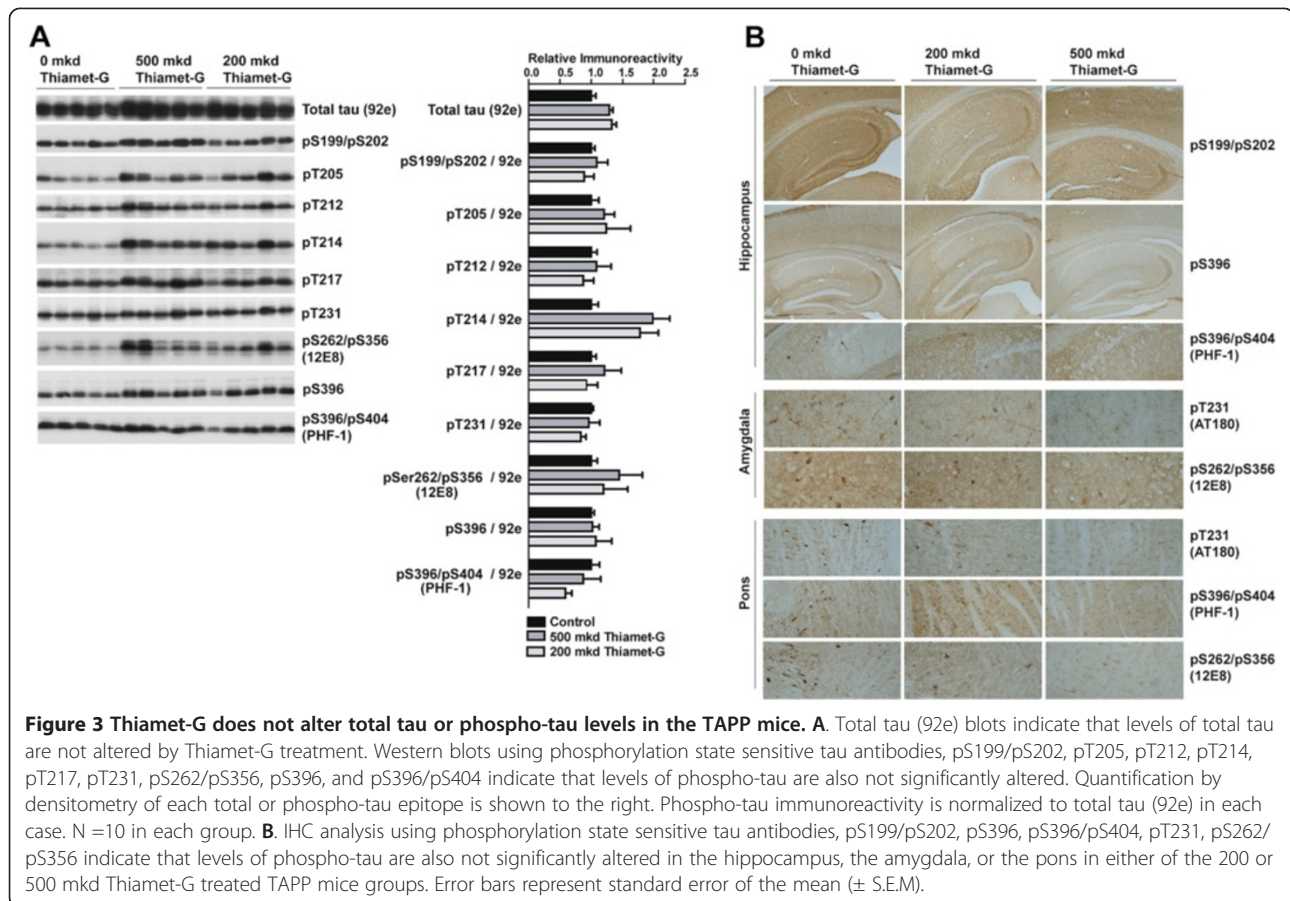 A
0 mkd
Thiamet-G
500 mkd
Thiamet-G
200 mkd
Thiamet-G
Total tau (92e)
pS199/pS202
pT205
pT212
pT214
pT217
pT231
pS262/pS356
(12E8)
pS396
pS396/pS404
(PHF-1)
Relative Immunoreactivity
0.0 0.5 1.0 1.5 2.0 2.5
Total tau (92e)
pS199/pS202 / 92e
pT205 / 92e
pT212 / 92e
pT214 / 92e
pT217 / 92e
pT231 / 92e
pSer262/pS356 / 92e
(12E8)
pS396 / 92e
pS396/pS404 / 92e
(PHF-1)
Control
500 mkd Thiamet-G
200 mkd Thiamet-G
B
0 mkd
Thiamet-G
200 mkd
Thiamet-G
500 mkd
Thiamet-G
Hippocampus
pS199/pS202
pS396
pS396/pS404
(PHF-1)
Amygdala
pT231
(AT180)
pS262/pS356
(12E8)
Pons
pT231
(AT180)
pS396/pS404
(PHF-1)
pS262/pS356
(12E8)
Figure 3 Thiamet-G does not alter total tau or phospho-tau levels in the TAPP mice. A. Total tau (92e) blots indicate that levels of total tau
are not altered by Thiamet-G treatment. Western blots using phosphorylation state sensitive tau antibodies, pS199/pS202, pT205, pT212, pT214,
pT217, pT231, pS262/pS356, pS396, and pS396/pS404 indicate that levels of phospho-tau are also not significantly altered. Quantification by
densitometry of each total or phospho-tau epitope is shown to the right. Phospho-tau immunoreactivity is normalized to total tau (92e) in each
case. N =10 in each group. B. IHC analysis using phosphorylation state sensitive tau antibodies, pS199/pS202, pS396, pS396/pS404, pT231, pS262/
pS356 indicate that levels of phospho-tau are also not significantly altered in the hippocampus, the amygdala, or the pons in either of the 200 or
500 mkd Thiamet-G treated TAPP mice groups. Error bars represent standard error of the mean (± S.E.M).